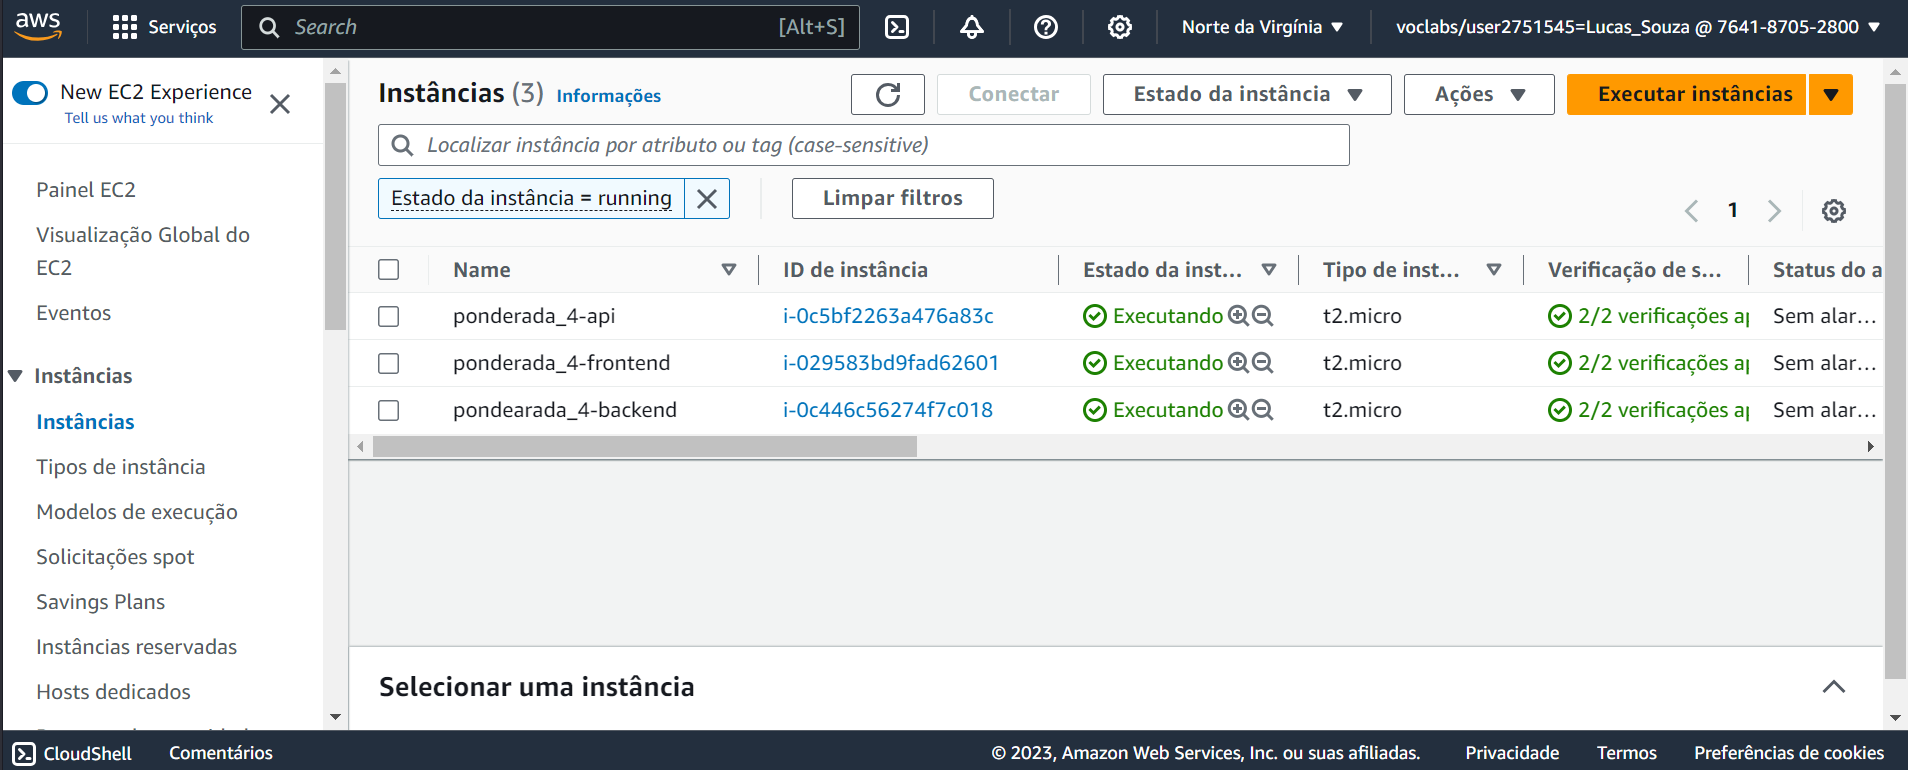 aws
Serviços
Search
[Alt+S]
Norte da Virgínia
voclabs/user2751545=Lucas_Souza @ 7641-8705-2800
New EC2 Experience
Tell us what you think
Painel EC2
Visualização Global do
EC2
Eventos
Instâncias
Instâncias
Tipos de instância
Modelos de execução
Solicitações spot
Savings Plans
Instâncias reservadas
Hosts dedicados
Instâncias (3) Informações
Conectar
Estado da instância
Ações
Executar instâncias
Localizar instância por atributo ou tag (case-sensitive)
Estado da instância = running
Limpar filtros
1
Name ID de instância Estado da inst... Tipo de inst... Verificação de s... Status do a
ponderada_4-api i-0c5bf2263a476a83c Executando t2.micro 2/2 verificações ap Sem alar...
ponderada_4-frontend i-029583bd9fad62601 Executando t2.micro 2/2 verificações ap Sem alar...
pondearada_4-backend i-0c446c56274f7c018 Executando t2.micro 2/2 verificações ap Sem alar...
Selecionar uma instância
CloudShell Comentários © 2023, Amazon Web Services, Inc. ou suas afiliadas. Privacidade Termos Preferências de cookies